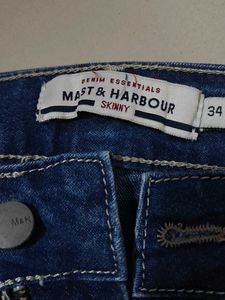 DENIM ESSENTIALS
MAST & HARBOUR
SKINNY
34
M&H